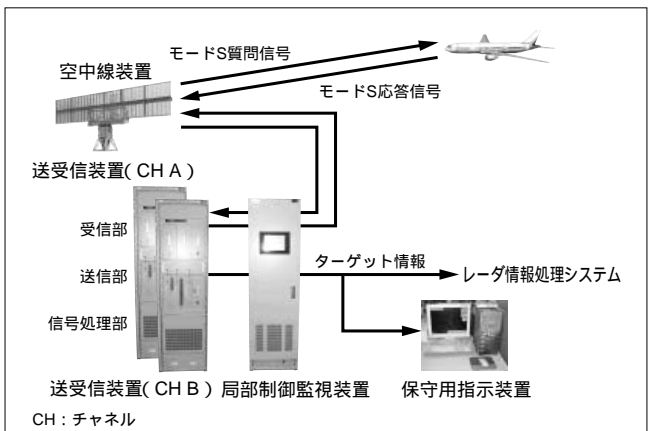 モードS質問信号
空中線装置
モードS応答信号
送受信装置( CH A )
受信部
ターゲット情報
送信部
レーダ情報処理システム
信号処理部
送受信装置( CH B )
局部制御監視装置
保守用指示装置
CH : チャネル